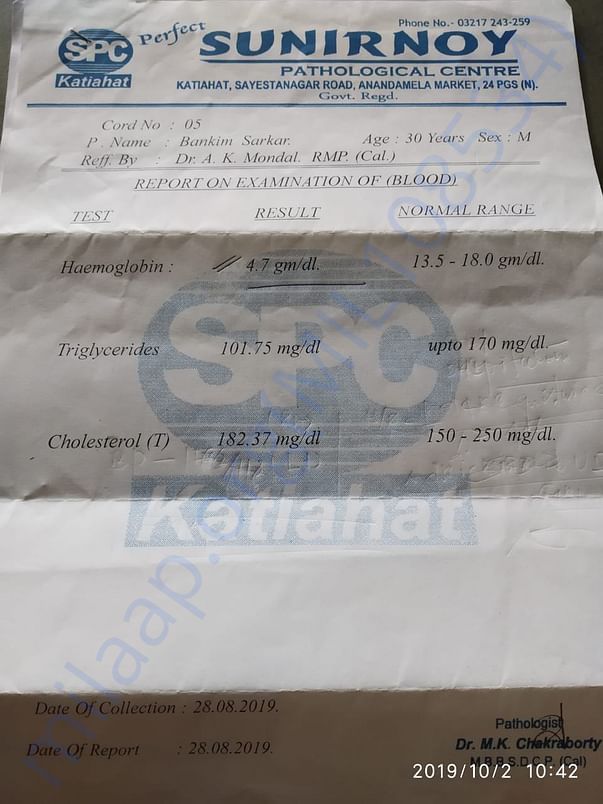 Phone No.- 03217 243-259
SPC
Katiahat
Perfect
SUNIRNOY
PATHOLOGICAL CENTRE
KATIAHAT, SAYESTANAGAR ROAD, ANANDAMELA MARKET, 24 PGS (N).
Govt. Regd.
Cord No : 05
P. Name : Bankim Sarkar. Age : 30 Years Sex : M
Reff. By : Dr. A. K. Mondal. RMP. (Cal.)
REPORT ON EXAMINATION OF (BLOOD)
TEST RESULT NORMAL RANGE
Haemoglobin : 4.7 gm/dl. 13.5 - 18.0 gm/dl.
Triglycerides 101.75 mg/dl upto 170 mg/dl.
Cholesterol (T) 182.37 mg/dl 150 - 250 mg/dl.
SPC
Katiahat
Date Of Collection : 28.08.2019.
Date Of Report : 28.08.2019.
Pathologist
Dr. M.K. Chakraborty
M.B.B.S.D.C.P. (Cal)
2019/10/2 10:42